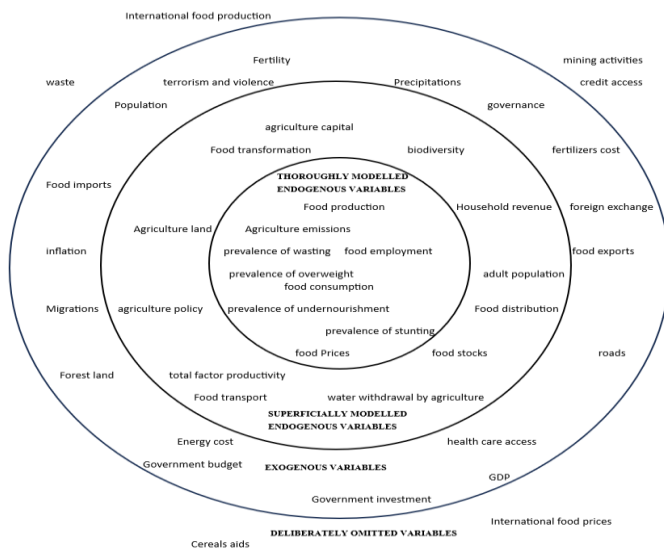 International food production
Fertility
mining activities
waste
terrorism and violence
Precipitations
credit access
Population
governance
agriculture capital
Food transformation
biodiversity
fertilizers cost
THOROUGHLY MODELLED
ENDOGENOUS VARIABLES
Food imports
Food production
Household revenue
foreign exchange
Agriculture land
Agriculture emissions
inflation
prevalence of wasting
food employment
food exports
prevalence of overweight
adult population
food consumption
Migrations
agriculture policy
prevalence of undernourishment
Food distribution
prevalence of stunting
food Prices
food stocks
roads
Forest land
total factor productivity
Food transport
water withdrawal by agriculture
SUPERFICIALLY MODELLED
ENDOGENOUS VARIABLES
Energy cost
health care access
Government budget
EXOGENOUS VARIABLES
GDP
Government investment
International food prices
DELIBERATELY OMITTED VARIABLES
Cereals aids